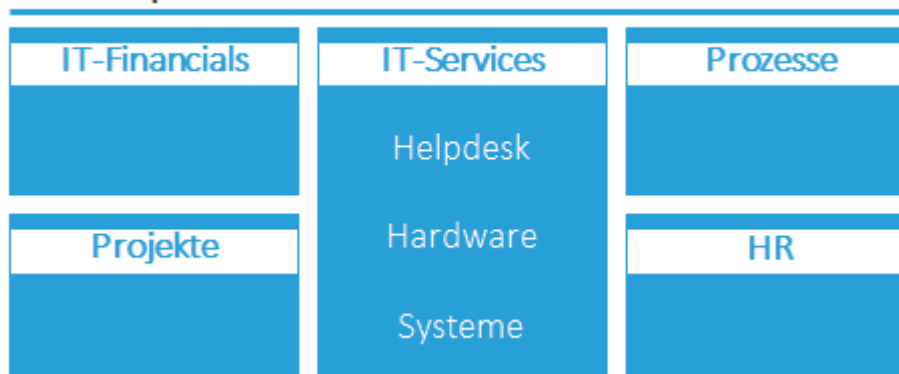 IT-Financials
IT-Services
Prozesse
Helpdesk
Projekte
Hardware
HR
Systeme